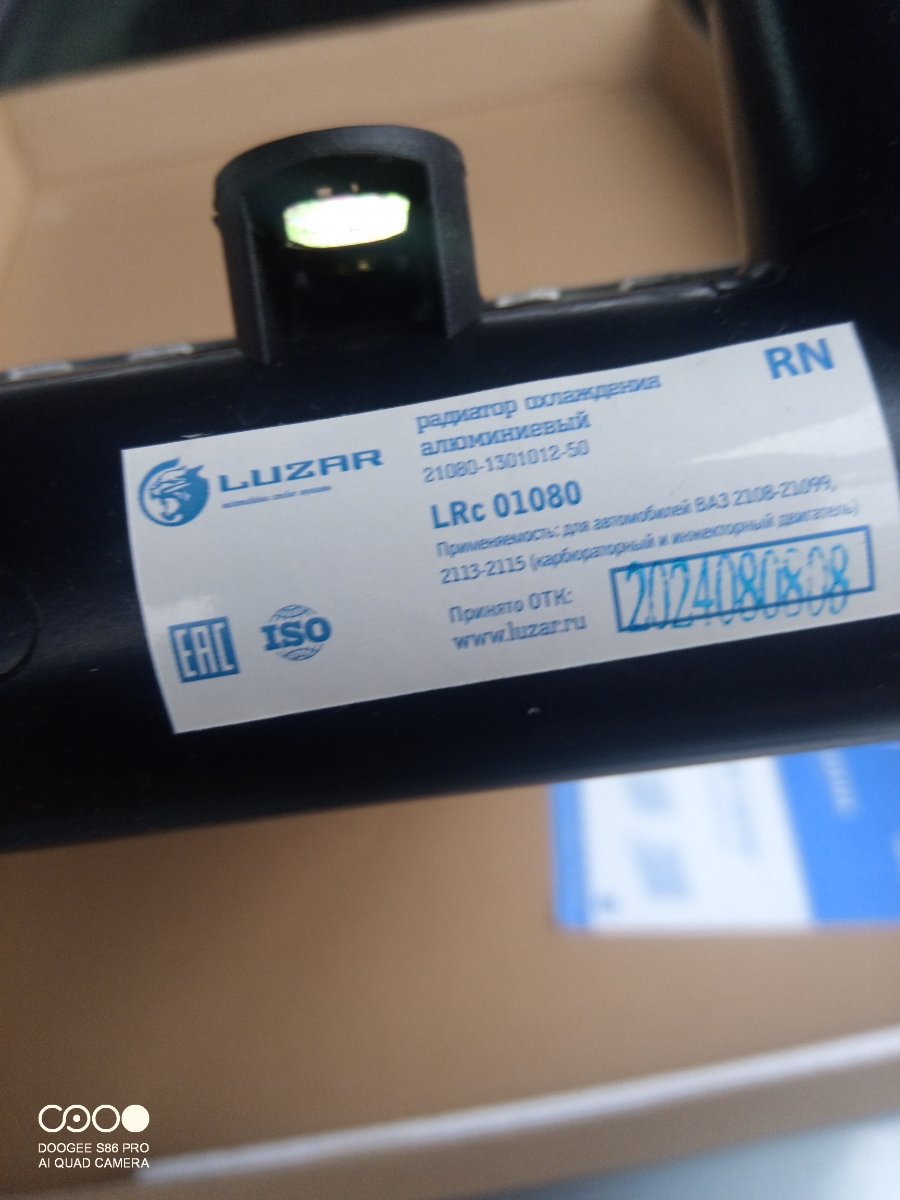 RN
LUZAR
радиатор охлаждения
алюминиевый
21080-1301012-50
LRc 01080
Применяемость: для автомобилей ВАЗ 2108-21099,
2113-2115 (карбюраторный и инжекторный двигатель)
Принято ОТК:
2024080808
www.luzar.ru
EAC
ISO
DOOGEE S86 PRO
AI QUAD CAMERA